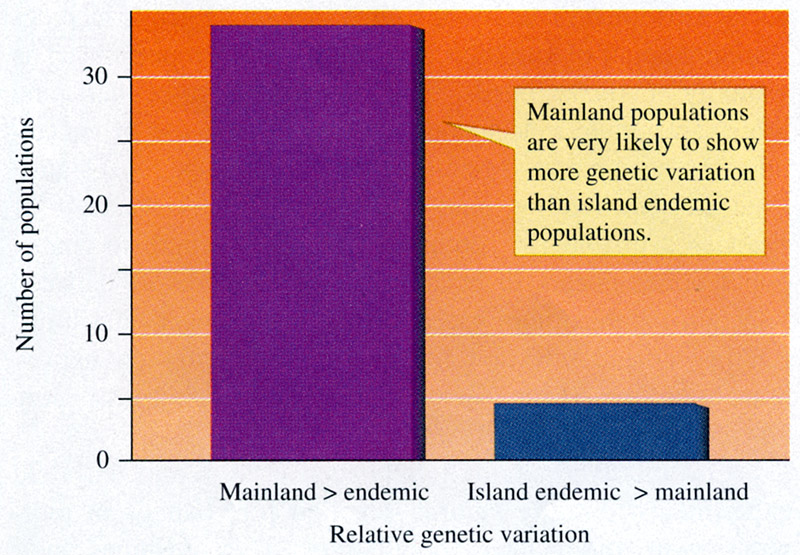 30
20
10
0
Number of populations
Mainland populations
are very likely to show
more genetic variation
than island endemic
populations.
Mainland > endemic
Island endemic > mainland
Relative genetic variation